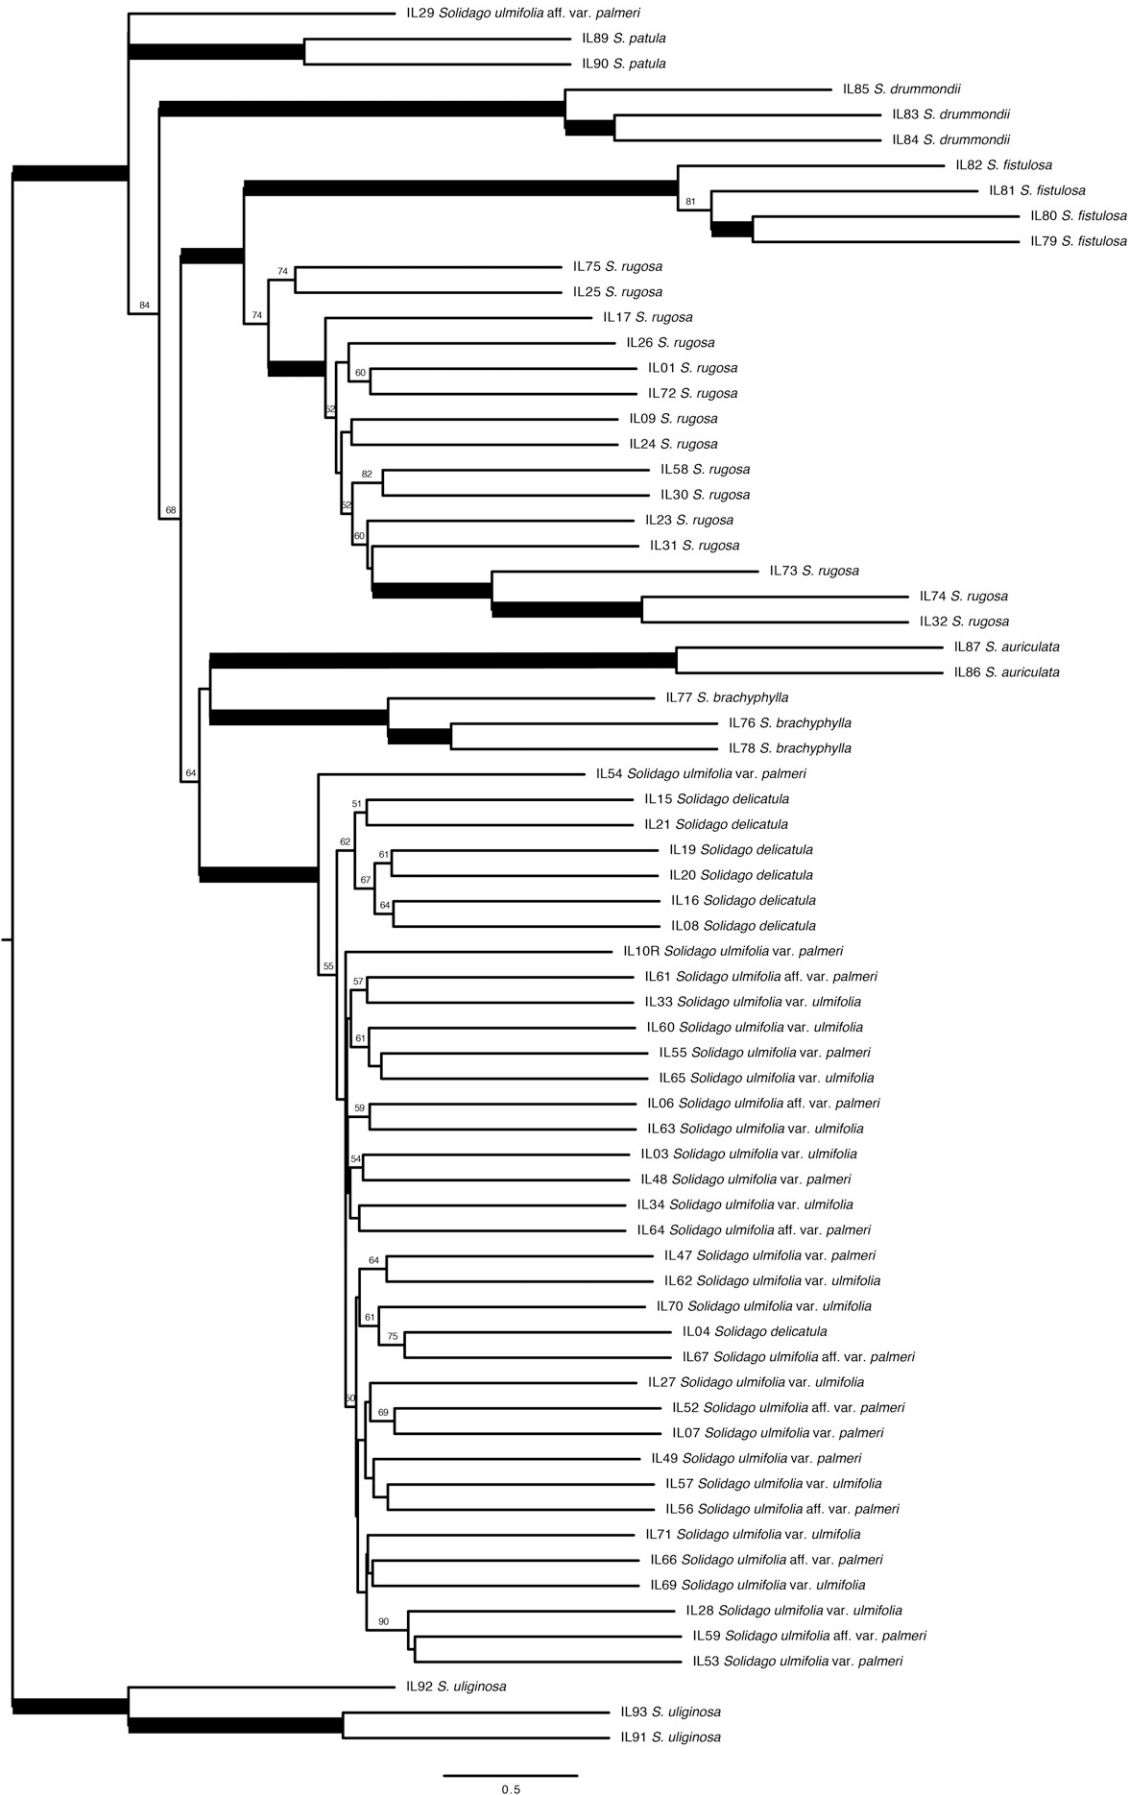 IL29 Solidago ulmifolia aff. var. palmeri
IL89 S. patula
IL90 S. patula
IL85 S. drummondii
IL83 S. drummondii
IL84 S. drummondii
IL82 S. fistulosa
IL81 S. fistulosa
81
IL80 S. fistulosa
IL79 S. fistulosa
IL75 S. rugosa
74
IL25 S. rugosa
84
74
IL17 S. rugosa
IL26 S. rugosa
IL01 S. rugosa
60
IL72 S. rugosa
52
IL09 S. rugosa
IL24 S. rugosa
IL58 S. rugosa
82
IL30 S. rugosa
52
68
IL23 S. rugosa
60
IL31 S. rugosa
IL73 S. rugosa
IL74 S. rugosa
IL32 S. rugosa
IL87 S. auriculata
IL86 S. auriculata
IL77 S. brachyphylla
IL76 S. brachyphylla
IL78 S. brachyphylla
64
IL54 Solidago ulmifolia var. palmeri
IL15 Solidago delicatula
51
IL21 Solidago delicatula
62
IL19 Solidago delicatula
61
IL20 Solidago delicatula
67
IL16 Solidago delicatula
64
IL08 Solidago delicatula
IL10R Solidago ulmifolia var. palmeri
55
IL61 Solidago ulmifolia aff. var. palmeri
57
IL33 Solidago ulmifolia var. ulmifolia
IL60 Solidago ulmifolia var. ulmifolia
61
IL55 Solidago ulmifolia var. palmeri
IL65 Solidago ulmifolia var. ulmifolia
IL06 Solidago ulmifolia aff. var. palmeri
59
IL63 Solidago ulmifolia var. ulmifolia
IL03 Solidago ulmifolia var. ulmifolia
54
IL48 Solidago ulmifolia var. palmeri
IL34 Solidago ulmifolia var. ulmifolia
IL64 Solidago ulmifolia aff. var. palmeri
IL47 Solidago ulmifolia var. palmeri
64
IL62 Solidago ulmifolia var. ulmifolia
IL70 Solidago ulmifolia var. ulmifolia
61
IL04 Solidago delicatula
75
IL67 Solidago ulmifolia aff. var. palmeri
IL27 Solidago ulmifolia var. ulmifolia
50
IL52 Solidago ulmifolia aff. var. palmeri
69
IL07 Solidago ulmifolia var. palmeri
IL49 Solidago ulmifolia var. palmeri
IL57 Solidago ulmifolia var. ulmifolia
IL56 Solidago ulmifolia aff. var. palmeri
IL71 Solidago ulmifolia var. ulmifolia
IL66 Solidago ulmifolia aff. var. palmeri
IL69 Solidago ulmifolia var. ulmifolia
IL28 Solidago ulmifolia var. ulmifolia
90
IL59 Solidago ulmifolia aff. var. palmeri
IL53 Solidago ulmifolia var. palmeri
IL92 S. uliginosa
IL93 S. uliginosa
IL91 S. uliginosa
0.5